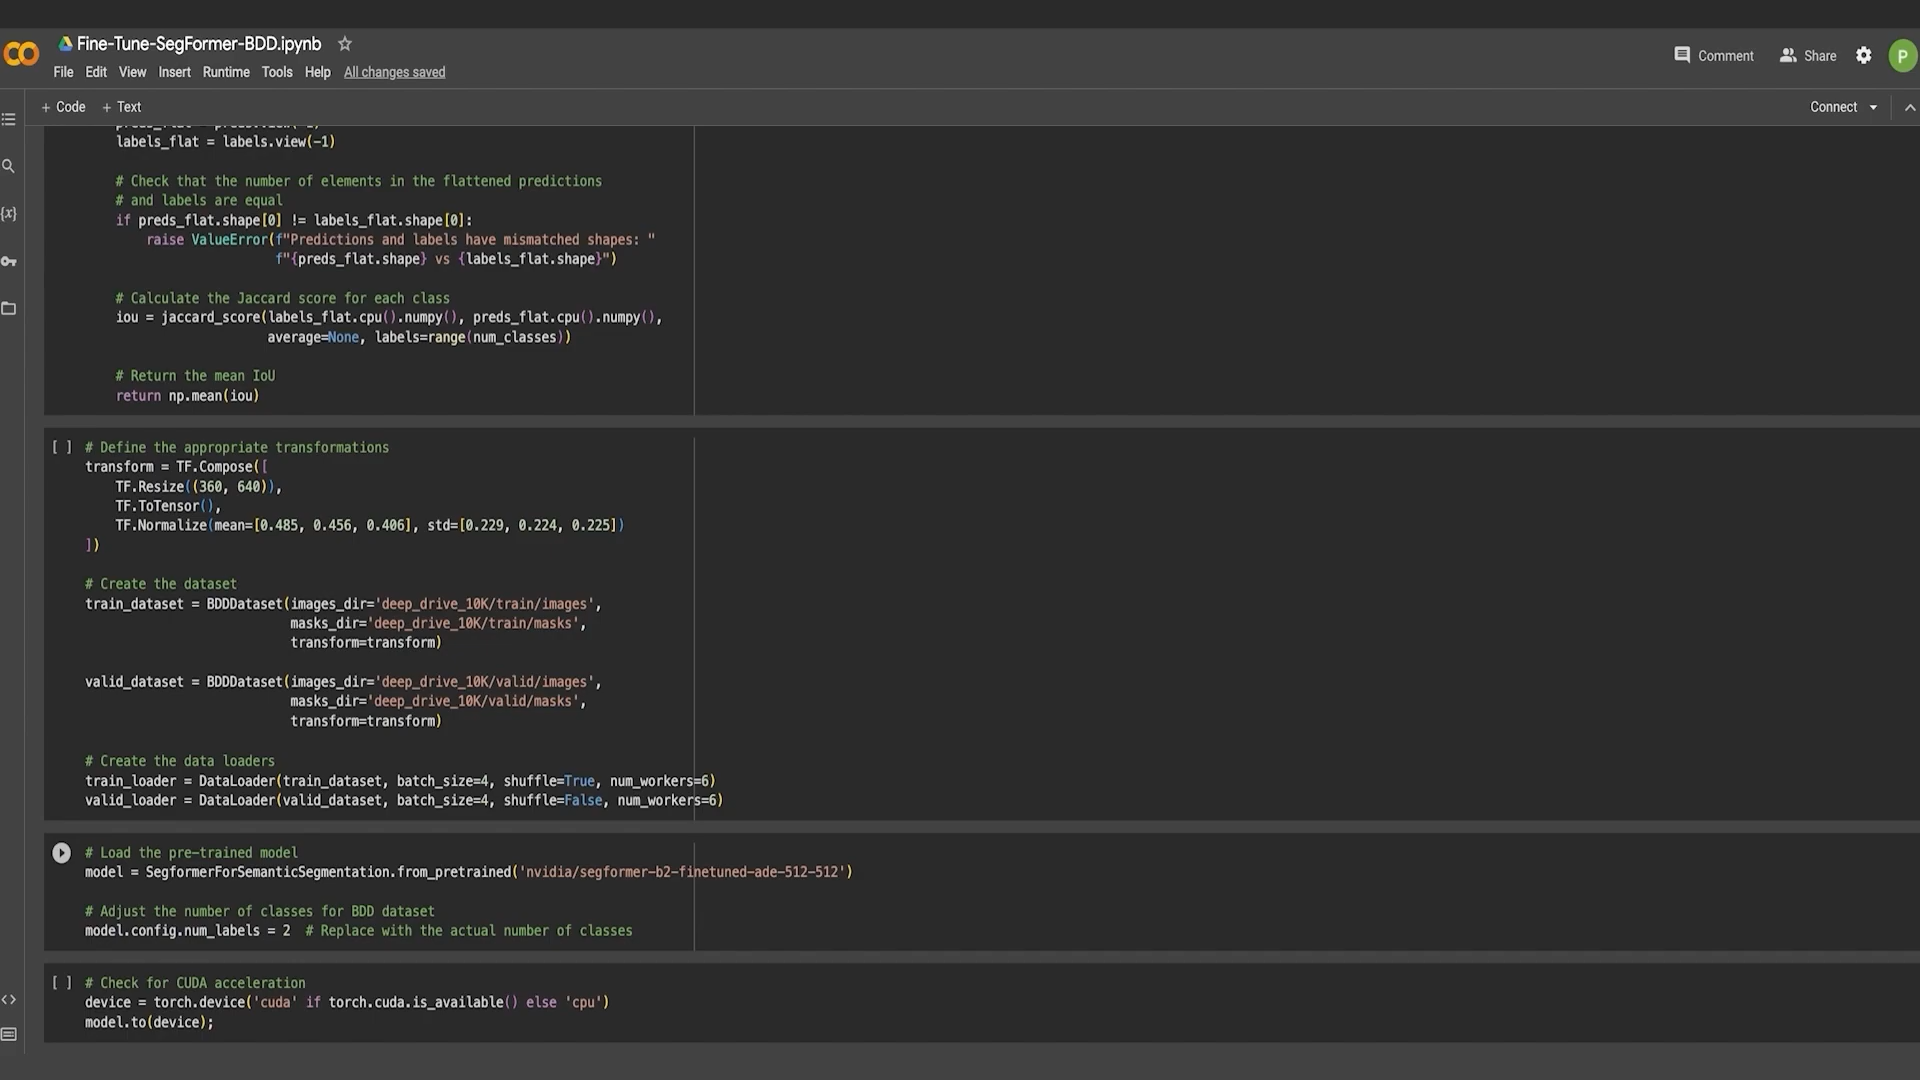 Fine-Tune-SegFormer-BDD.ipynb
File Edit View Insert Runtime Tools Help All changes saved
Comment
Share
P
+ Code + Text
Connect
labels_flat = labels.view(-1)
# Check that the number of elements in the flattened predictions
# and labels are equal
if preds_flat.shape[0] != labels_flat.shape[0]:
raise ValueError(f"Predictions and labels have mismatched shapes: "
f"{preds_flat.shape} vs {labels_flat.shape}")
# Calculate the Jaccard score for each class
iou = jaccard_score(labels_flat.cpu().numpy(), preds_flat.cpu().numpy(),
average=None, labels=range(num_classes))
# Return the mean IoU
return np.mean(iou)
[ ] # Define the appropriate transformations
transform = TF.Compose([
TF.Resize((360, 640)),
TF.ToTensor(),
TF.Normalize(mean=[0.485, 0.456, 0.406], std=[0.229, 0.224, 0.225])
])
# Create the dataset
train_dataset = BDDDataset(images_dir='deep_drive_10K/train/images',
masks_dir='deep_drive_10K/train/masks',
transform=transform)
valid_dataset = BDDDataset(images_dir='deep_drive_10K/valid/images',
masks_dir='deep_drive_10K/valid/masks',
transform=transform)
# Create the data loaders
train_loader = DataLoader(train_dataset, batch_size=4, shuffle=True, num_workers=6)
valid_loader = DataLoader(valid_dataset, batch_size=4, shuffle=False, num_workers=6)
# Load the pre-trained model
model = SegformerForSemanticSegmentation.from_pretrained('nvidia/segformer-b2-finetuned-ade-512-512')
# Adjust the number of classes for BDD dataset
model.config.num_labels = 2 # Replace with the actual number of classes
[ ] # Check for CUDA acceleration
device = torch.device('cuda' if torch.cuda.is_available() else 'cpu')
model.to(device);